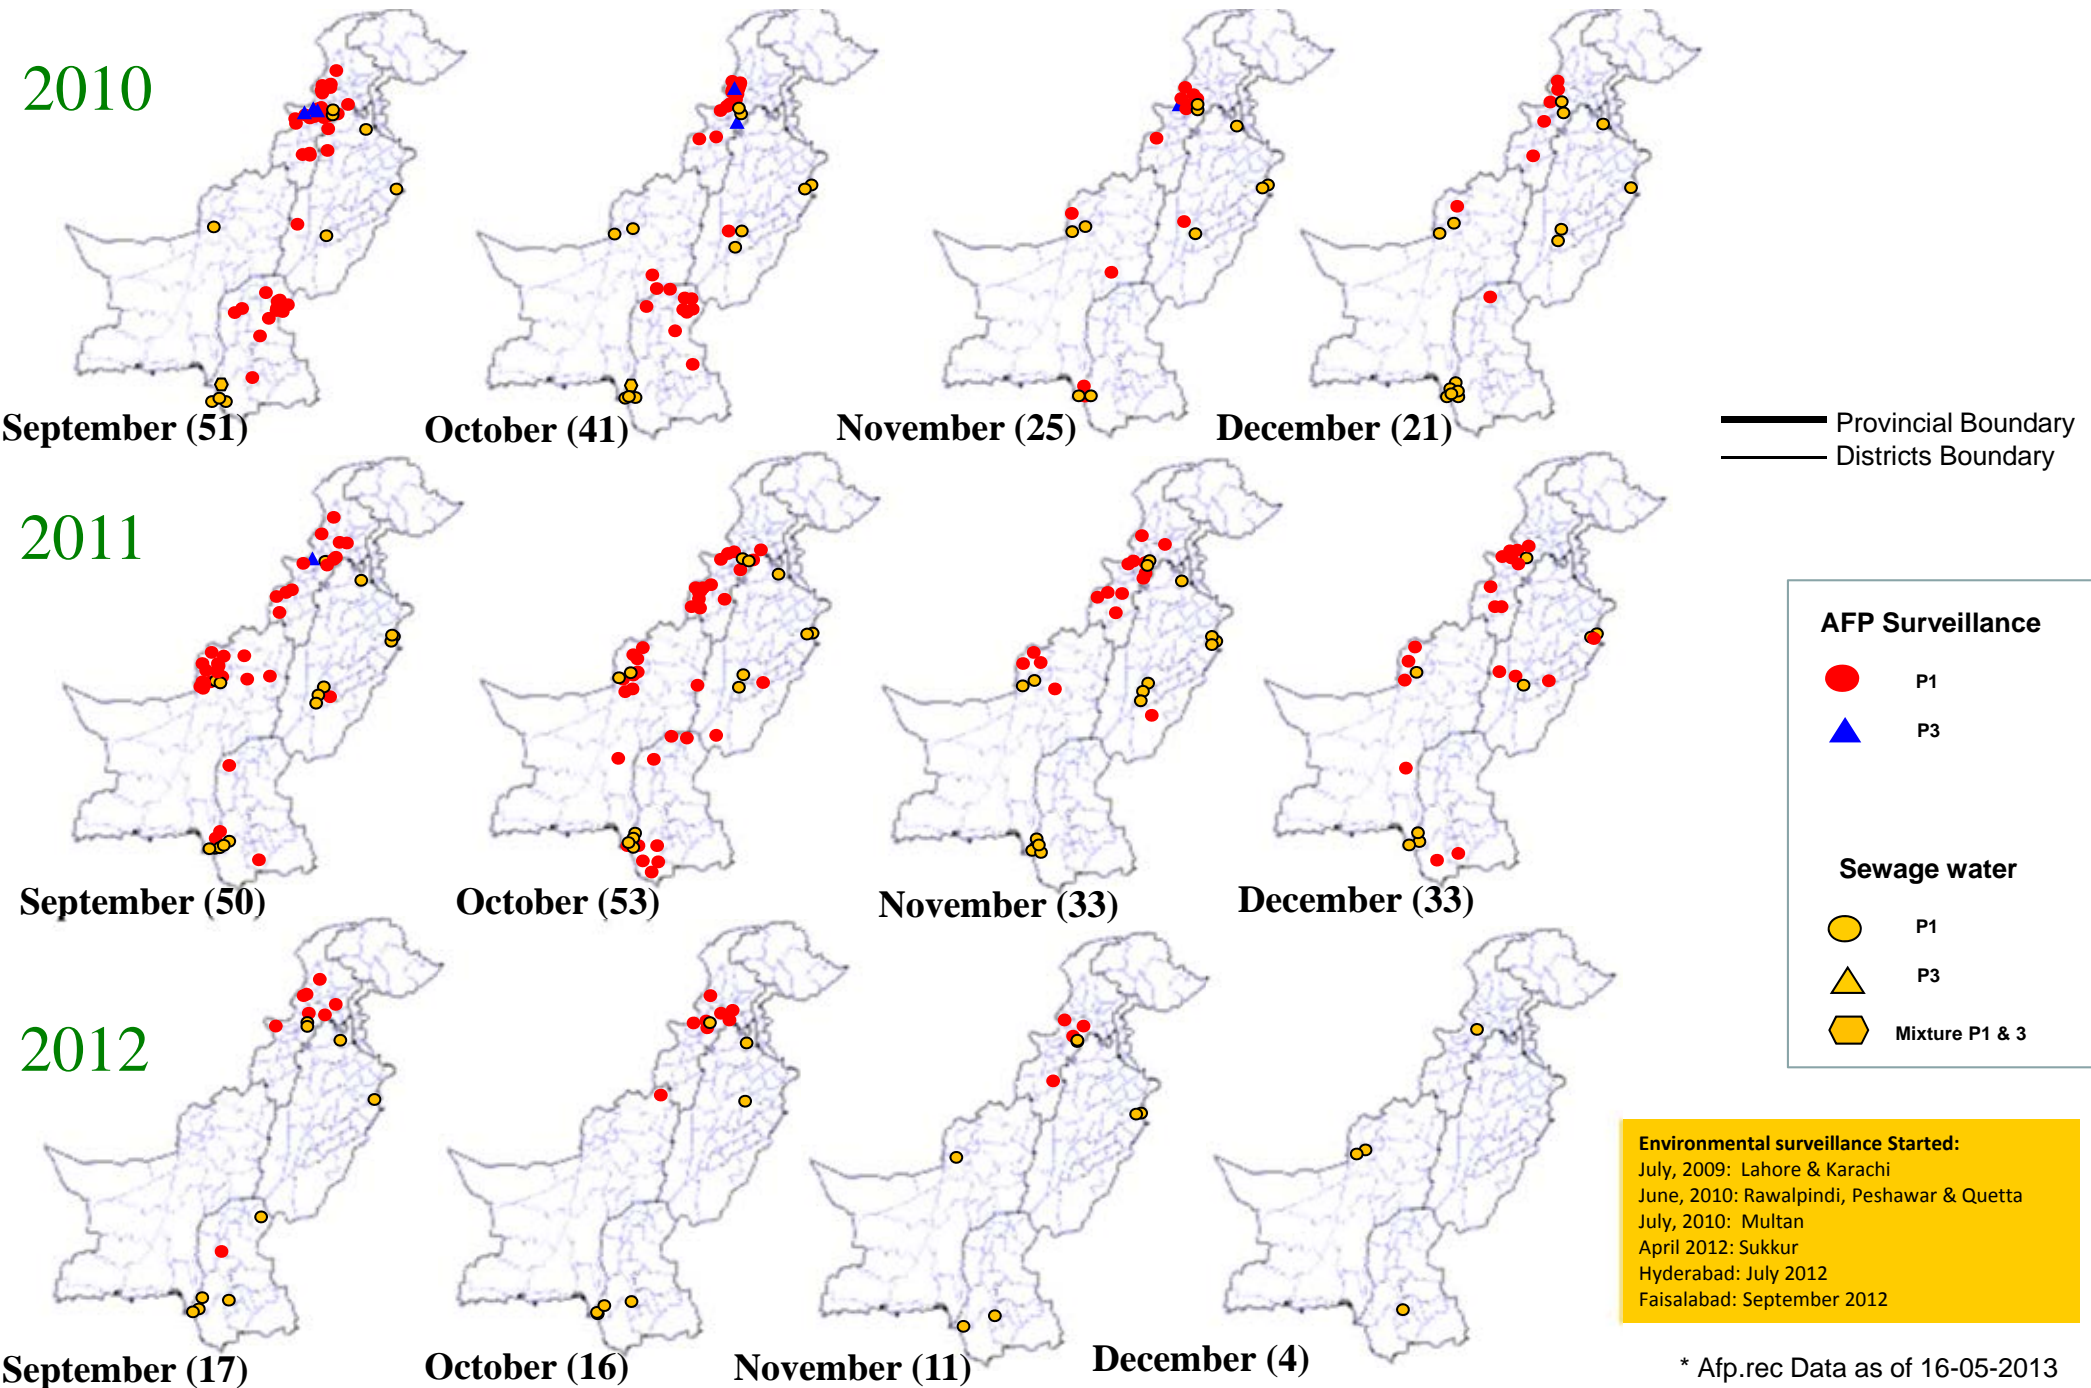 2010
September (51)
October (41)
November (25)
December (21)
Provincial Boundary
Districts Boundary
2011
September (50)
October (53)
November (33)
December (33)
AFP Surveillance
P1
P3
Sewage water
P1
P3
Mixture P1 & 3
2012
September (17)
October (16)
November (11)
December (4)
Environmental surveillance Started:
July, 2009: Lahore & Karachi
June, 2010: Rawalpindi, Peshawar & Quetta
July, 2010: Multan
April 2012: Sukkur
Hyderabad: July 2012
Faisalabad: September 2012
* Afp.rec Data as of 16-05-2013